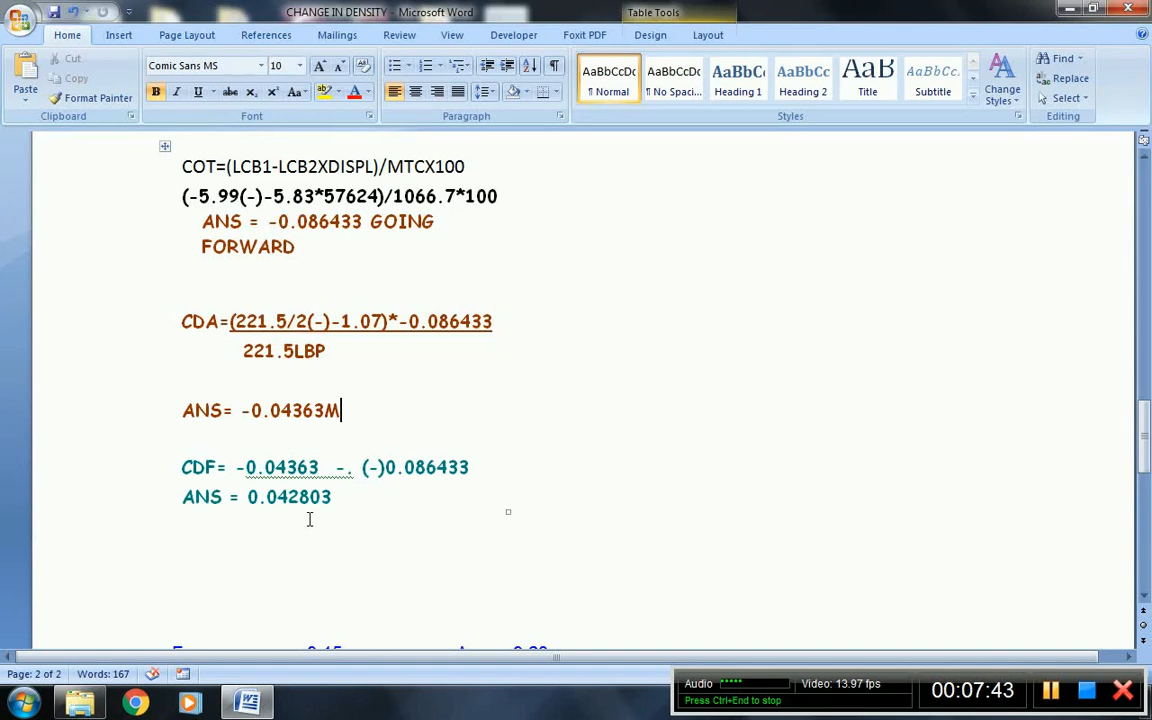 CHANGE IN DENSITY - Microsoft Word
Table Tools
Home Insert Page Layout References Mailings Review View Developer Foxit PDF Design Layout
Paste
Cut
Copy
Format Painter
Clipboard
Comic Sans MS 10
B I U abc Aa
Font
Paragraph
AaBbCcDc AaBbCcDc AaBbC AaBbCc AaB AaBbCc.
¶ Normal ¶ No Spaci... Heading 1 Heading 2 Title Subtitle
Change Styles
Styles
Find
Replace
Select
Editing
COT=(LCB1-LCB2XDISPL)/MTCX100
(-5.99(-)-5.83*57624)/1066.7*100
ANS = -0.086433 GOING
FORWARD
CDA=(221.5/2(-)-1.07)*-0.086433
221.5LBP
ANS= -0.04363M
CDF= -0.04363 -. (-)0.086433
ANS = 0.042803
Page: 2 of 2 Words: 167
Audio Video: 13.97 fps
Press Ctrl+End to stop
00:07:43